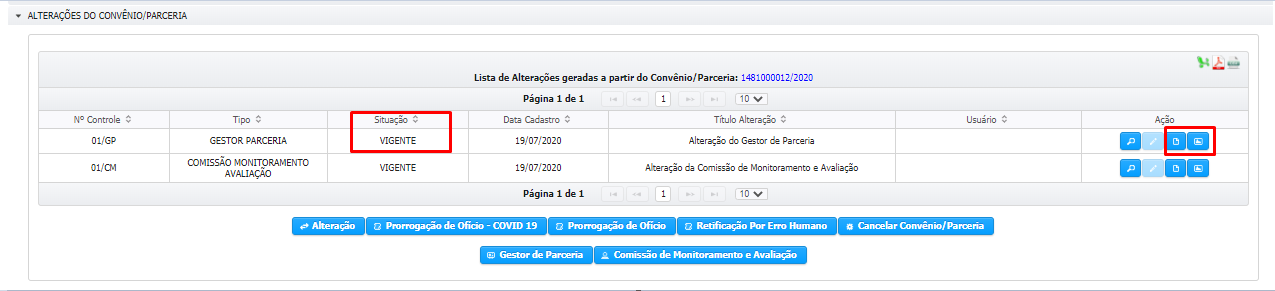 ALTERAÇÕES DO CONVÊNIO/PARCERIA
Lista de Alterações geradas a partir do Convênio/Parceria: 1481000012/2020
Página 1 de 1 1 10
Nº Controle Tipo Situação Data Cadastro Título Alteração Usuário Ação
01/GP GESTOR PARCERIA VIGENTE 19/07/2020 Alteração do Gestor de Parceria
01/CM COMISSÃO MONITORAMENTO AVALIAÇÃO VIGENTE 19/07/2020 Alteração da Comissão de Monitoramento e Avaliação
Página 1 de 1 1 10
Alteração Prorrogação de Ofício - COVID 19 Prorrogação de Ofício Retificação Por Erro Humano Cancelar Convênio/Parceria
Gestor de Parceria Comissão de Monitoramento e Avaliação